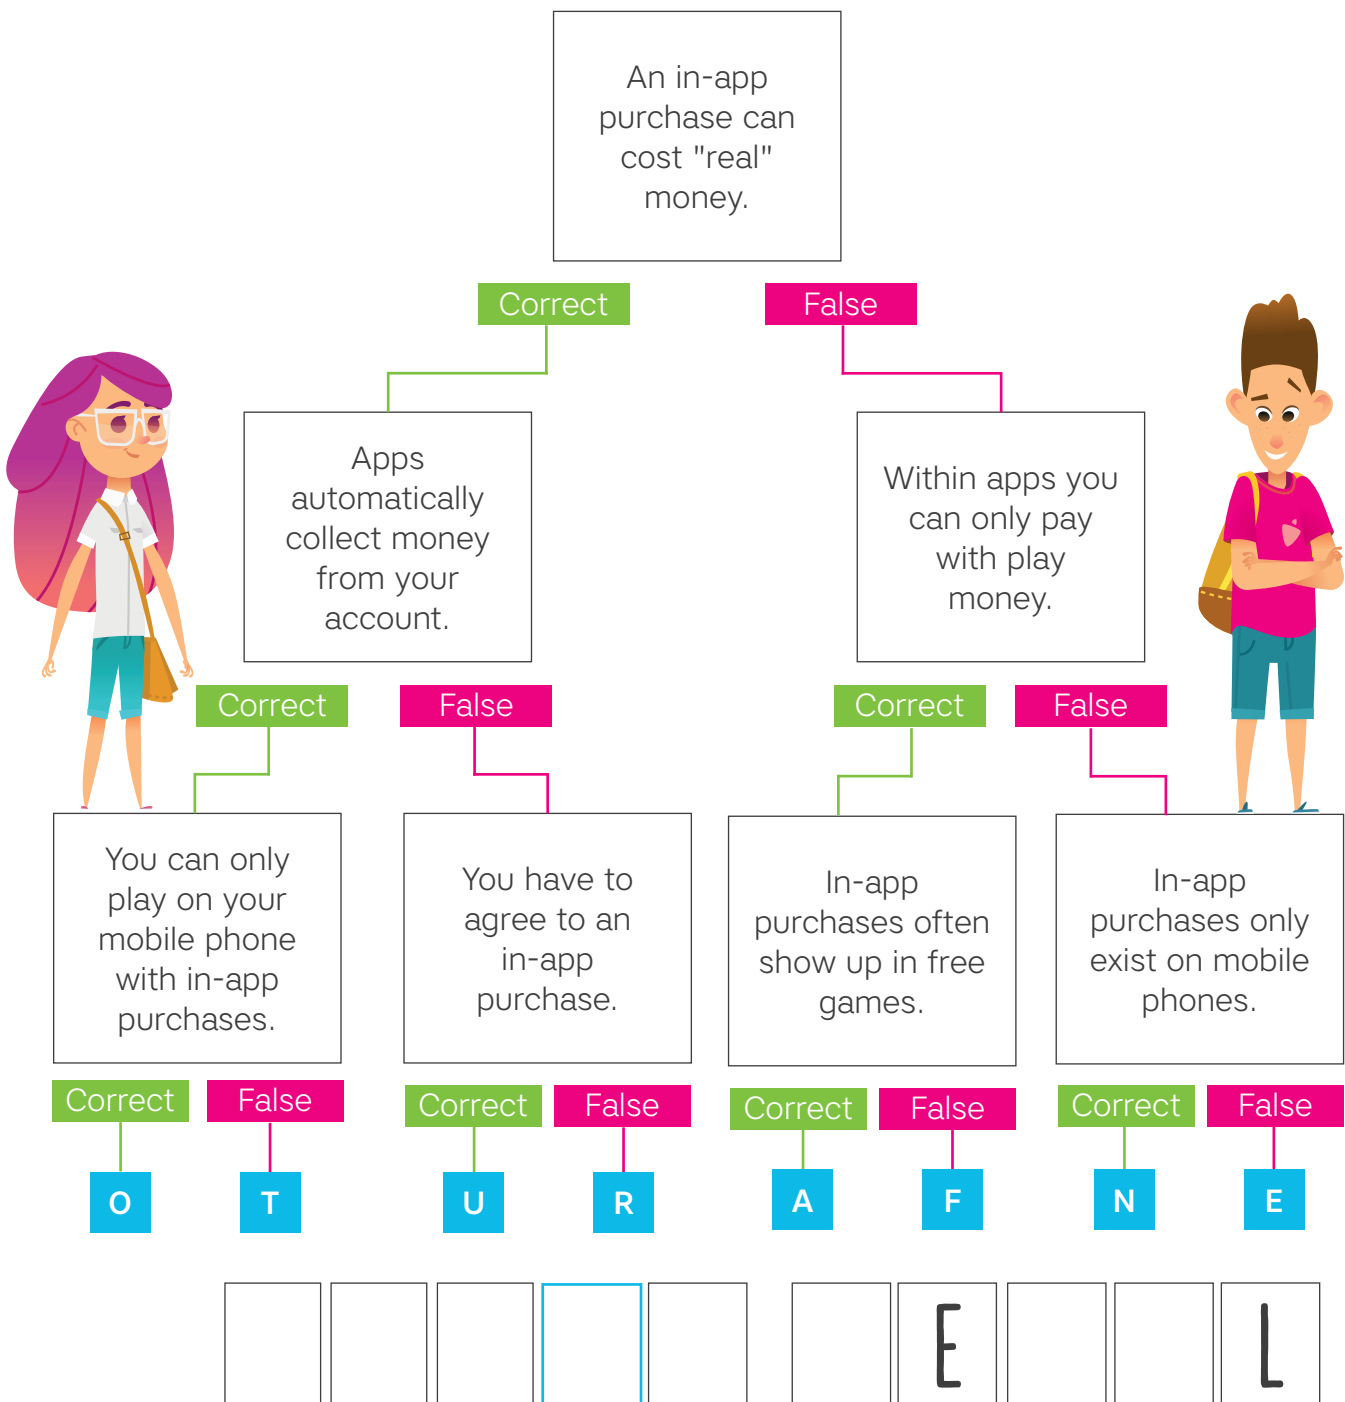 An in-app
purchase can
cost "real"
money.
Correct
False
Apps
automatically
collect money
from your
account.
Within apps you
can only pay
with play
money.
Correct
False
Correct
False
You can only
play on your
mobile phone
with in-app
purchases.
You have to
agree to an
in-app
purchase.
In-app
purchases often
show up in free
games.
In-app
purchases only
exist on mobile
phones.
Correct
False
Correct
False
Correct
False
Correct
False
O
T
U
R
A
F
N
E
E
L